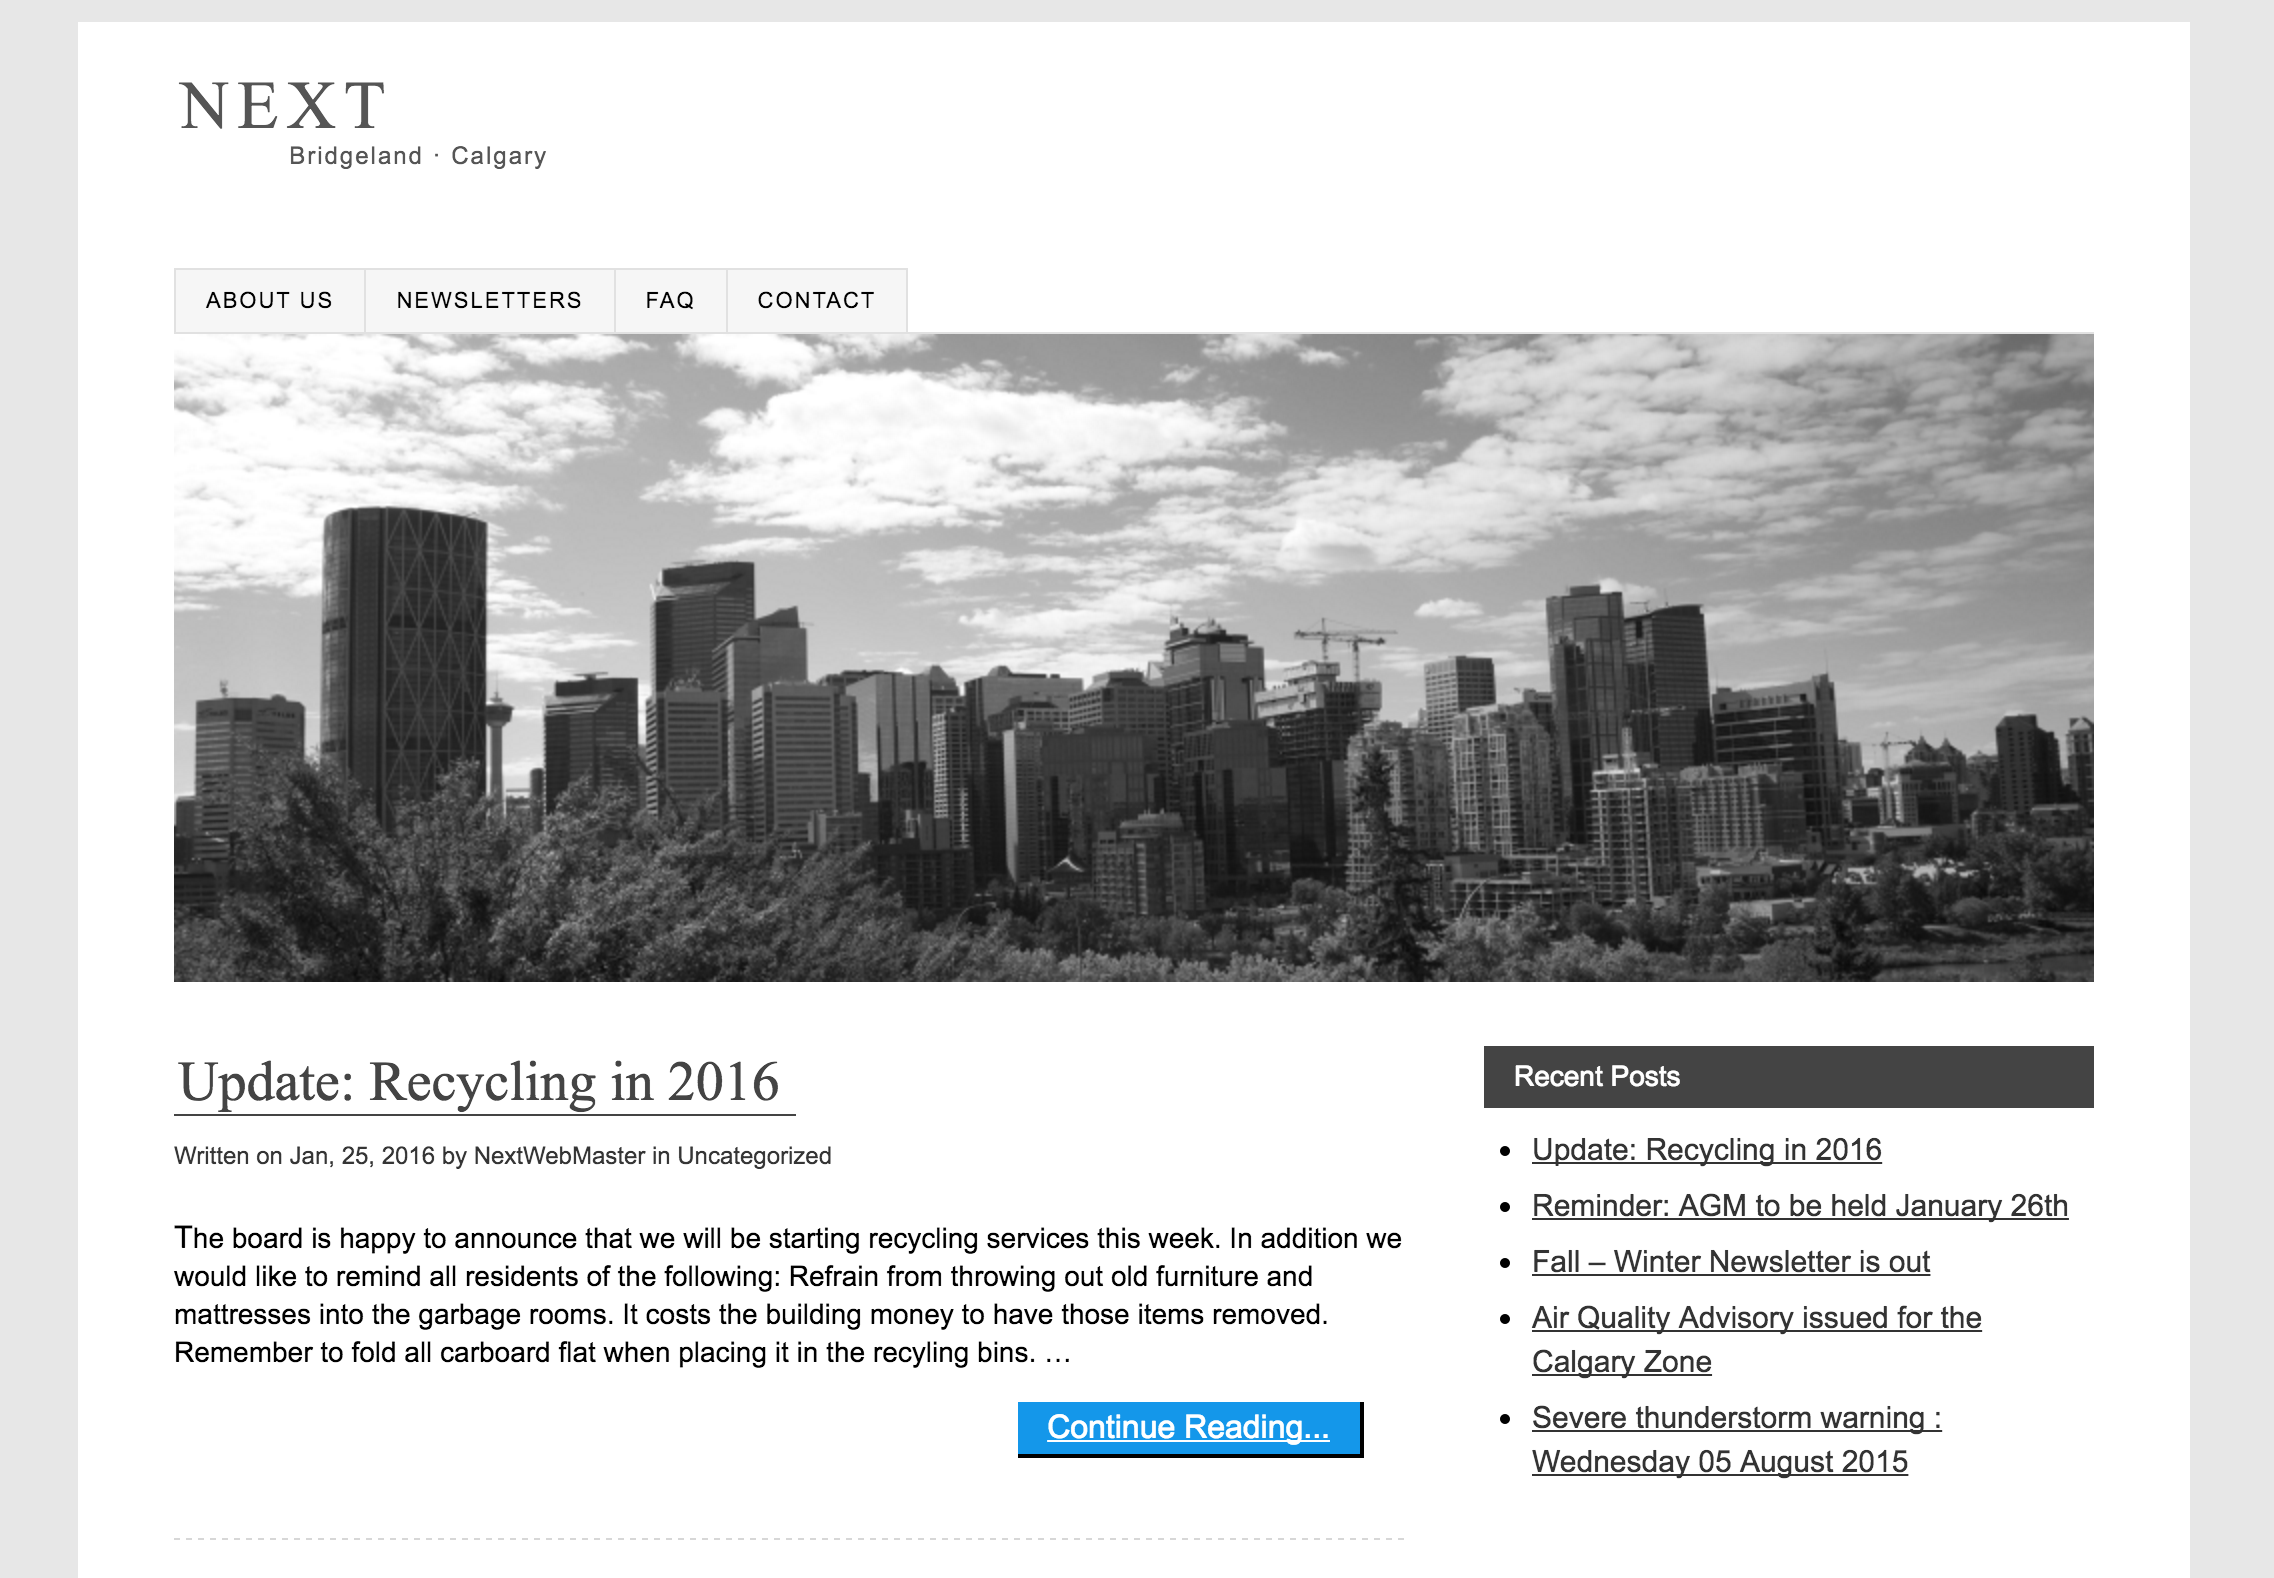 NEXT
Bridgeland · Calgary
ABOUT US
NEWSLETTERS
FAQ
CONTACT
Update: Recycling in 2016
Written on Jan, 25, 2016 by NextWebMaster in Uncategorized
The board is happy to announce that we will be starting recycling services this week. In addition we
would like to remind all residents of the following: Refrain from throwing out old furniture and
mattresses into the garbage rooms. It costs the building money to have those items removed.
Remember to fold all carboard flat when placing it in the recyling bins. …
Continue Reading...
Recent Posts
Update: Recycling in 2016
Reminder: AGM to be held January 26th
Fall – Winter Newsletter is out
Air Quality Advisory issued for the
Calgary Zone
Severe thunderstorm warning :
Wednesday 05 August 2015